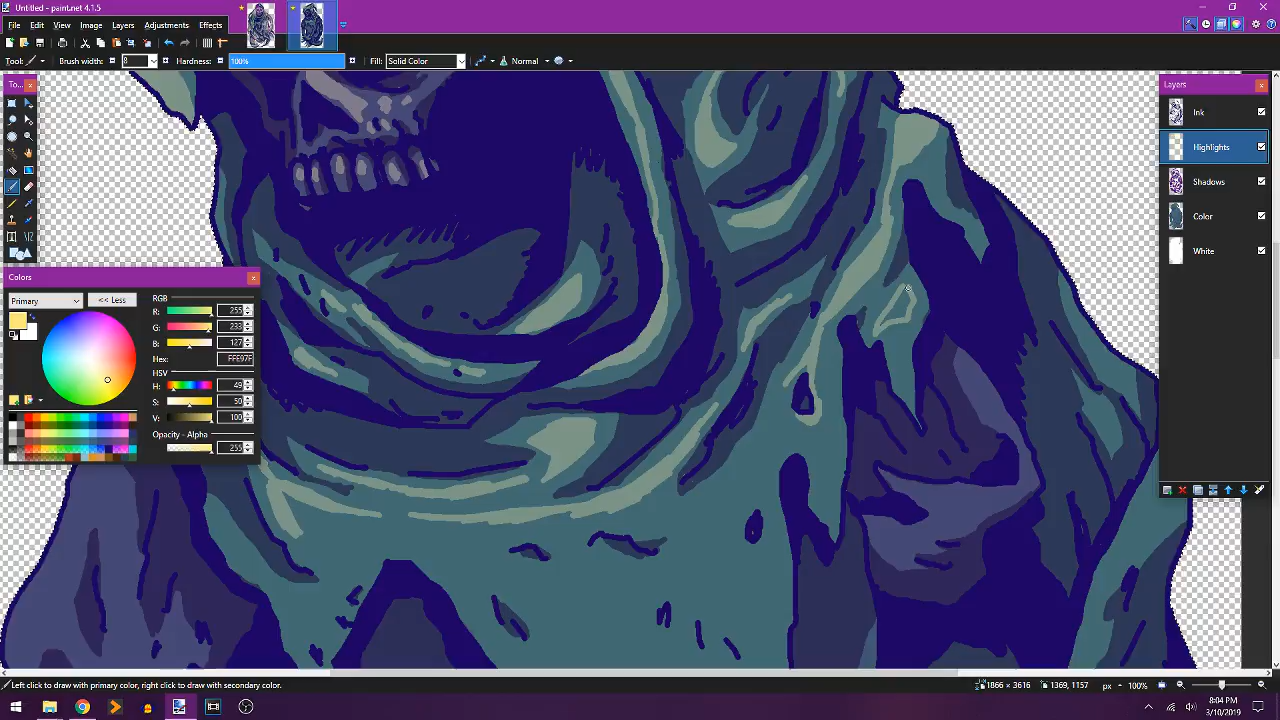 Untitled - paint.net 4.1.5
File Edit View Image Layers Adjustments Effects
Tool: Brush width: 8 Hardness: 100% Fill: Solid Color Normal
To...
Layers
Ink
Highlights
Shadows
Color
White
Colors
Primary << Less RGB
R: 255
G: 233
B: 127
Hex: FFE97F
HSV
H: 49
S: 50
V: 100
Opacity - Alpha
255
Left click to draw with primary color, right click to draw with secondary color. 1866 × 3616 1369, 1157 px 100%
8:04 PM
3/10/2019